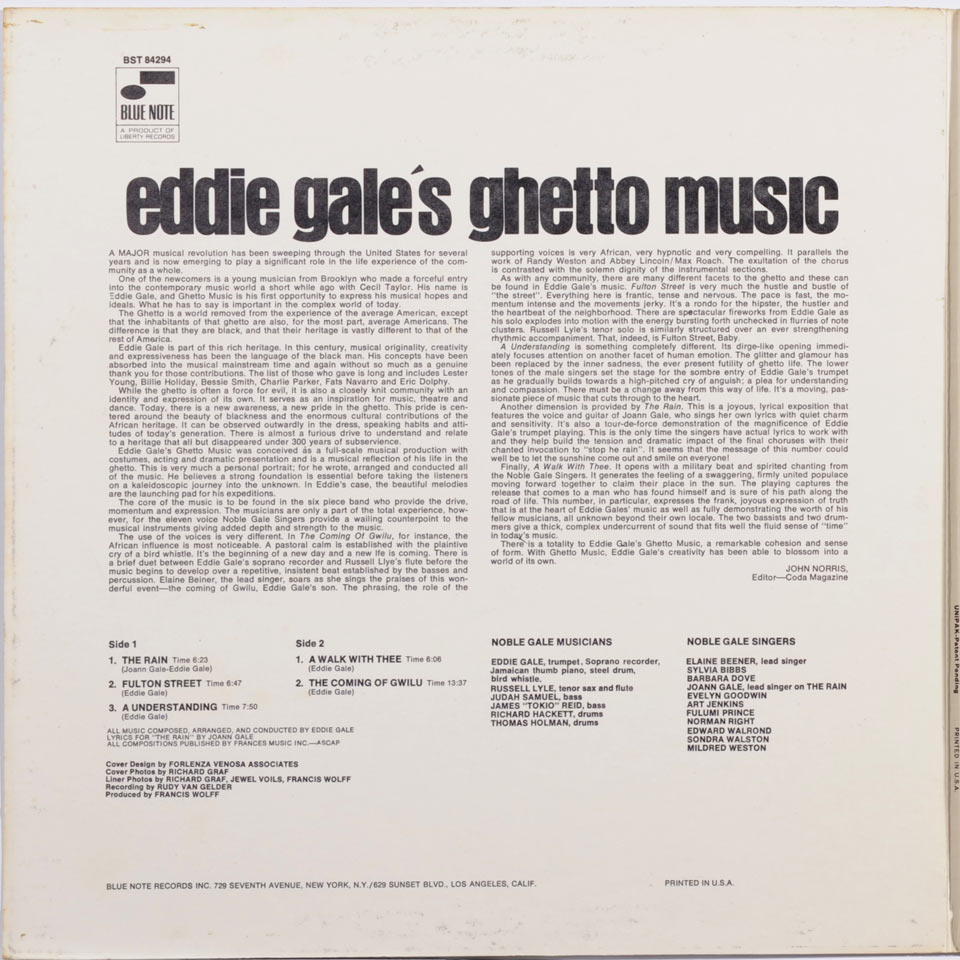 BST 84294
BLUE NOTE
A PRODUCT OF
LIBERTY RECORDS
eddie gale's ghetto music
A MAJOR musical revolution has been sweeping through the United States for several
years and is now emerging to play a significant role in the life experience of the com-
munity as a whole.
One of the newcomers is a young musician from Brooklyn who made a forceful entry
into the contemporary music world a short while ago with Cecil Taylor. His name is
Eddie Gale, and Ghetto Music is his first opportunity to express his musical hopes and
ideals. What he has to say is important in the complex world of today.
The Ghetto is a world removed from the experience of the average American, except
that the inhabitants of that ghetto are also, for the most part, average Americans. The
difference is that they are black, and that their heritage is vastly different to that of the
rest of America.
Eddie Gale is part of this rich heritage. In this century, musical originality, creativity
and expressiveness has been the language of the black man. His concepts have been
absorbed into the musical mainstream time and again without so much as a genuine
thank you for those contributions. The list of those who gave is long and includes Lester
Young, Billie Holiday, Bessie Smith, Charlie Parker, Fats Navarro and Eric Dolphy.
While the ghetto is often a force for evil, it is also a closely knit community with an
identity and expression of its own. It serves as an inspiration for music, theatre and
dance. Today, there is a new awareness, a new pride in the ghetto. This pride is cen-
tered around the beauty of blackness and the enormous cultural contributions of the
African heritage. It can be observed outwardly in the dress, speaking habits and atti-
tudes of today's generation. There is almost a furious drive to understand and relate
to a heritage that all but disappeared under 300 years of subservience.
Eddie Gale's Ghetto Music was conceived as a full-scale musical production with
costumes, acting and dramatic presentation and is a musical reflection of his life in the
ghetto. This is very much a personal portrait; for he wrote, arranged and conducted all
of the music. He believes a strong foundation is essential before taking the listeners
on a kaleidoscopic journey into the unknown. In Eddie's case, the beautiful melodies
are the launching pad for his expeditions.
The core of the music is to be found in the six piece band who provide the drive,
momentum and expression. The musicians are only a part of the total experience, how-
ever, for the eleven voice Noble Gale Singers provide a wailing counterpoint to the
musical instruments giving added depth and strength to the music.
The use of the voices is very different. In The Coming Of Gwilu, for instance, the
African influence is most noticeable. A pastoral calm is established with the plaintive
cry of a bird whistle. It's the beginning of a new day and a new lfe is coming. There is
a brief duet between Eddie Gale's soprano recorder and Russell Llye's flute before the
music begins to develop over a repetitive, insistent beat established by the basses and
percussion. Elaine Beiner, the lead singer, soars as she sings the praises of this won-
derful event—the coming of Gwilu, Eddie Gale's son. The phrasing, the role of the
supporting voices is very African, very hypnotic and very compelling. It parallels the
work of Randy Weston and Abbey Lincoln/Max Roach. The exultation of the chorus
is contrasted with the solemn dignity of the instrumental sections.
As with any community, there are many different facets to the ghetto and these can
be found in Eddie Gale's music. Fulton Street is very much the hustle and bustle of
"the street". Everything here is frantic, tense and nervous. The pace is fast, the mo-
mentum intense and the movements jerky. It's a rondo for the hipster, the hustler and
the heartbeat of the neighborhood. There are spectacular fireworks from Eddie Gale as
his solo explodes into motion with the energy bursting forth unchecked in flurries of note
clusters. Russell Lyle's tenor solo is similarly structured over an ever strengthening
rhythmic accompaniment. That, indeed, is Fulton Street, Baby.
A Understanding is something completely different. Its dirge-like opening immedi-
ately focuses attention on another facet of human emotion. The glitter and glamour has
been replaced by the inner sadness, the ever present futility of ghetto life. The lower
tones of the male singers set the stage for the sombre entry of Eddie Gale's trumpet
as he gradually builds towards a high-pitched cry of anguish; a plea for understanding
and compassion. There must be a change away from this way of life. It's a moving, pas-
sionate piece of music that cuts through to the heart.
Another dimension is provided by The Rain. This is a joyous, lyrical exposition that
features the voice and guitar of Joann Gale, who sings her own lyrics with quiet charm
and sensitivity. It's also a tour-de-force demonstration of the magnificence of Eddie
Gale's trumpet playing. This is the only time the singers have actual lyrics to work with
and they help build the tension and dramatic impact of the final choruses with their
chanted invocation to "stop he rain". It seems that the message of this number could
well be to let the sunshine come out and smile on everyone!
Finally, A Walk With Thee. It opens with a military beat and spirited chanting from
the Noble Gale Singers. It generates the feeling of a swaggering, firmly united populace
moving forward together to claim their place in the sun. The playing captures the
release that comes to a man who has found himself and is sure of his path along the
road of life. This number, in particular, expresses the frank, joyous expression of truth
that is at the heart of Eddie Gales' music as well as fully demonstrating the worth of his
fellow musicians, all unknown beyond their own locale. The two bassists and two drum-
mers give a thick, complex undercurrent of sound that fits well the fluid sense of "time"
in today's music.
There is a totality to Eddie Gale's Ghetto Music, a remarkable cohesion and sense
of form. With Ghetto Music, Eddie Gale's creativity has been able to blossom into a
world of its own.
JOHN NORRIS,
Editor—Coda Magazine
Side 1
1. THE RAIN Time 6:23
(Joann Gale-Eddie Gale)
2. FULTON STREET Time 6:47
(Eddie Gale)
3. A UNDERSTANDING Time 7:50
(Eddie Gale)
Side 2
1. A WALK WITH THEE Time 6:06
(Eddie Gale)
2. THE COMING OF GWILU Time 13:37
(Eddie Gale)
ALL MUSIC COMPOSED, ARRANGED, AND CONDUCTED BY EDDIE GALE
LYRICS FOR "THE RAIN" BY JOANN GALE
ALL COMPOSITIONS PUBLISHED BY FRANCES MUSIC INC.—ASCAP
Cover Design by FORLENZA VENOSA ASSOCIATES
Cover Photos by RICHARD GRAF
Liner Photos by RICHARD GRAF, JEWEL VOILS, FRANCIS WOLFF
Recording by RUDY VAN GELDER
Produced by FRANCIS WOLFF
NOBLE GALE MUSICIANS
EDDIE GALE, trumpet, Soprano recorder,
Jamaican thumb piano, steel drum,
bird whistle.
RUSSELL LYLE, tenor sax and flute
JUDAH SAMUEL, bass
JAMES "TOKIO" REID, bass
RICHARD HACKETT, drums
THOMAS HOLMAN, drums
NOBLE GALE SINGERS
ELAINE BEENER, lead singer
SYLVIA BIBBS
BARBARA DOVE
JOANN GALE, lead singer on THE RAIN
EVELYN GOODWIN
ART JENKINS
FULUMI PRINCE
NORMAN RIGHT
EDWARD WALROND
SONDRA WALSTON
MILDRED WESTON
BLUE NOTE RECORDS INC. 729 SEVENTH AVENUE, NEW YORK, N.Y./629 SUNSET BLVD., LOS ANGELES, CALIF.
PRINTED IN U.S.A.
UNIPAK-Patent Pending
PRINTED IN U.S.A.